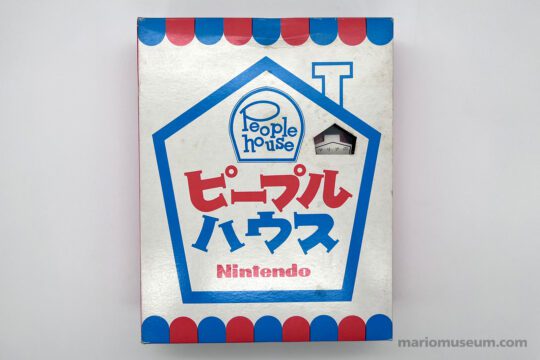 People
house
ピープル
ハウス
Nintendo
mariomuseum.com